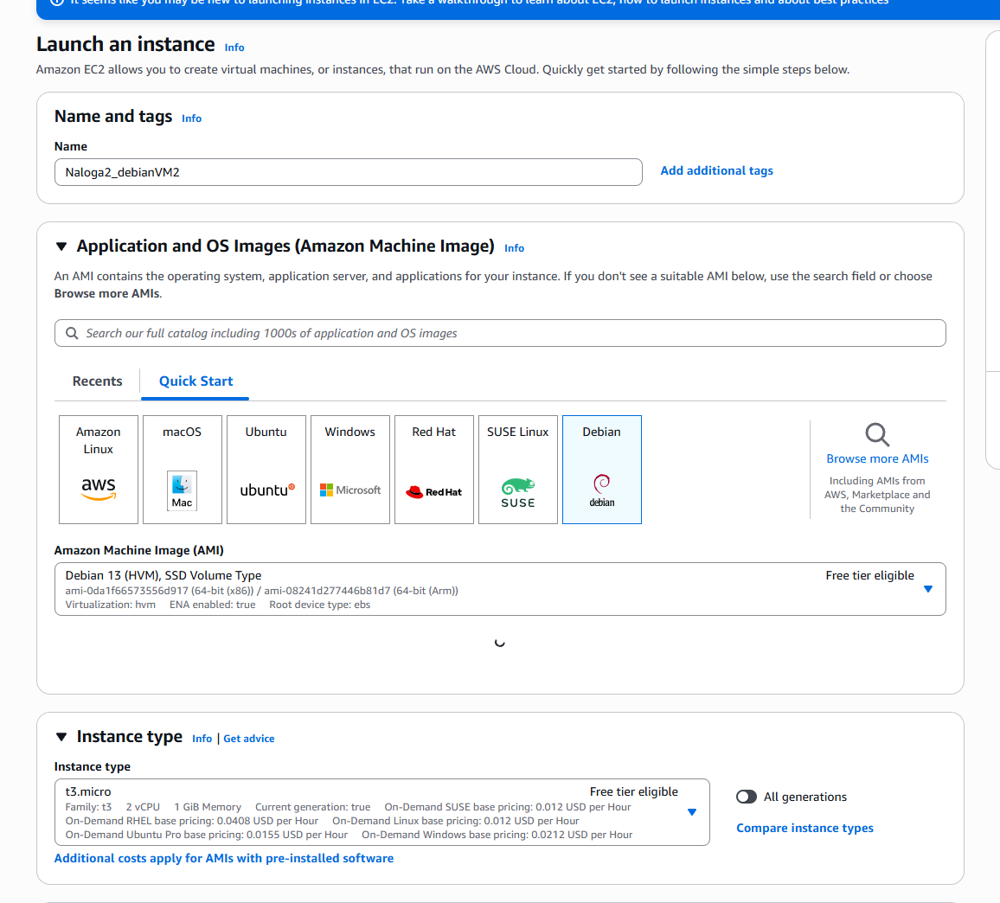 It seems like you may be new to launching instances in EC2. Take a walkthrough to learn about EC2, how to launch instances and about best practices
Launch an instance Info
Amazon EC2 allows you to create virtual machines, or instances, that run on the AWS Cloud. Quickly get started by following the simple steps below.
Name and tags Info
Name
Naloga2_debianVM2
Add additional tags
Application and OS Images (Amazon Machine Image) Info
An AMI contains the operating system, application server, and applications for your instance. If you don't see a suitable AMI below, use the search field or choose
Browse more AMIs.
Search our full catalog including 1000s of application and OS images
Recents
Quick Start
Amazon
Linux
aws
macOS
Mac
Ubuntu
ubuntu
Windows
Microsoft
Red Hat
Red Hat
SUSE Linux
SUSE
Debian
debian
Browse more AMIs
Including AMIs from
AWS, Marketplace and
the Community
Amazon Machine Image (AMI)
Debian 13 (HVM), SSD Volume Type
Free tier eligible
ami-0da1f66573556d917 (64-bit (x86)) / ami-08241d277446b81d7 (64-bit (Arm))
Virtualization: hvm ENA enabled: true Root device type: ebs
Instance type Info | Get advice
Instance type
t3.micro
Free tier eligible
Family: t3 2 vCPU 1 GiB Memory Current generation: true On-Demand SUSE base pricing: 0.012 USD per Hour
On-Demand RHEL base pricing: 0.0408 USD per Hour On-Demand Linux base pricing: 0.012 USD per Hour
On-Demand Ubuntu Pro base pricing: 0.0155 USD per Hour On-Demand Windows base pricing: 0.0212 USD per Hour
All generations
Compare instance types
Additional costs apply for AMIs with pre-installed software